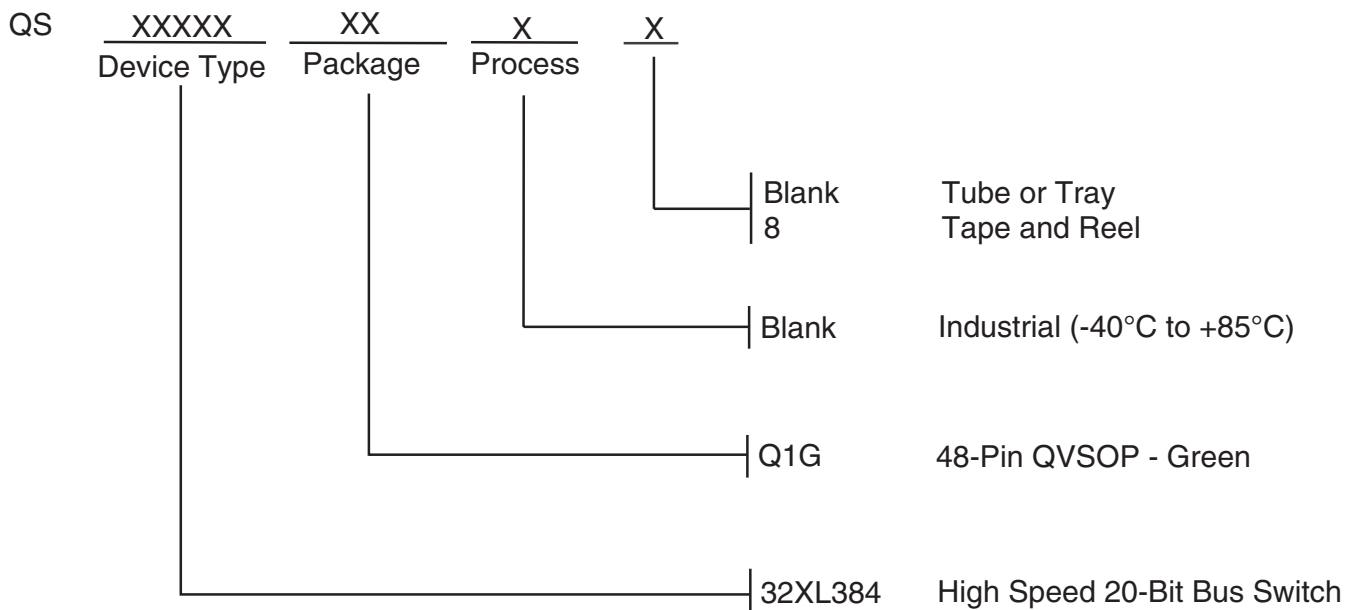 QS XXXXX XX X X
Device Type Package Process
Blank Tube or Tray
8 Tape and Reel
Blank Industrial (-40°C to +85°C)
Q1G 48-Pin QVSOP - Green
32XL384 High Speed 20-Bit Bus Switch